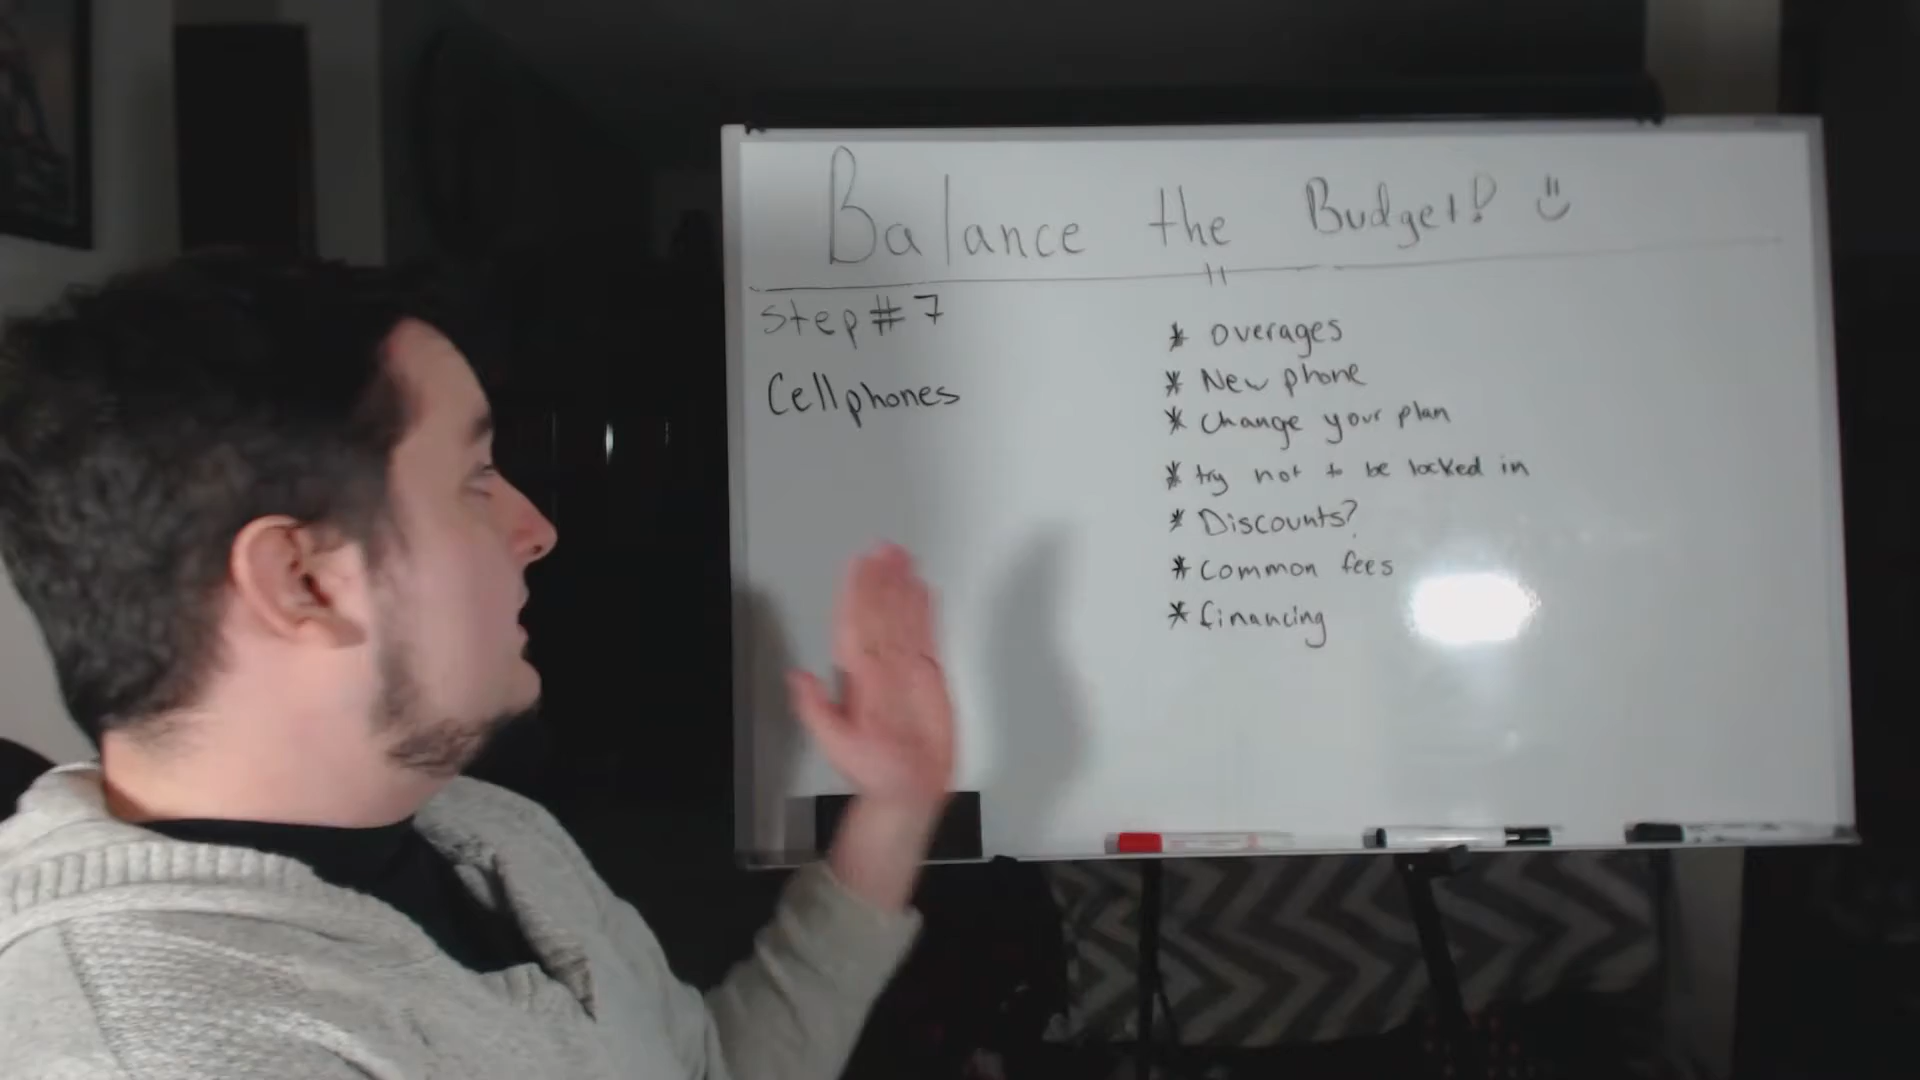 Balance the Budget!
Step #7
Cellphones
* overages
* New phone
* Change your plan
* try not to be locked in
* Discounts?
* Common fees
* financing